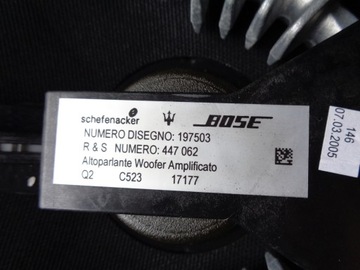 schefenacker BOSE
NUMERO DISEGNO: 197503
R & S NUMERO: 447 062
Altoparlante Woofer Amplificato
Q2 C523 17177
146
07.03.2005